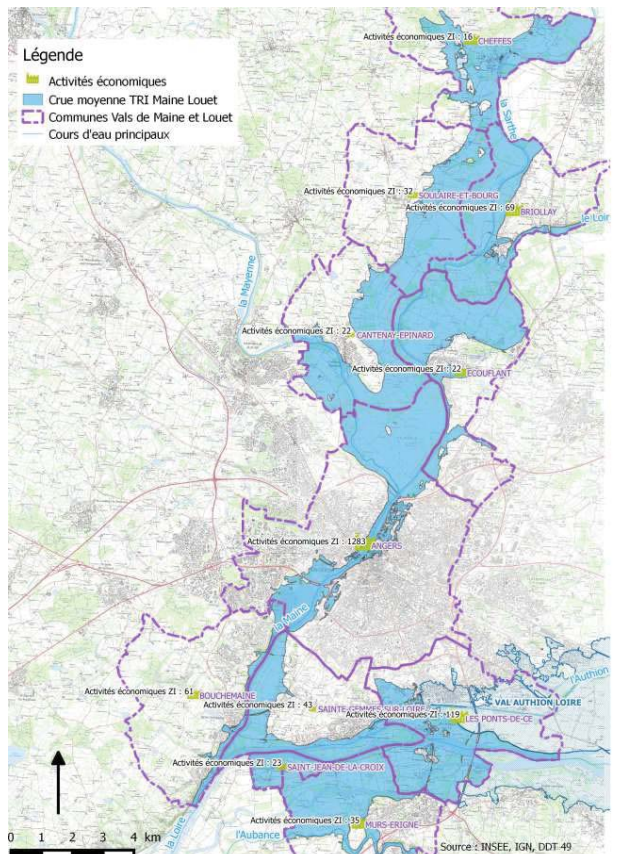 Activités économiques ZI : 16
CHEFFES
Légende
Activités économiques
Crue moyenne TRI Maine Louet
Communes Vals de Maine et Louet
Cours d'eau principaux
la Sarthe
Activités économiques ZI : 32
SOULAIRE-ET-BOURG
Activités économiques ZI : 69
BRIOLLAY
le Loir
la Mayenne
Activités économiques ZI : 22
CANTENAY-EPINARD
Activités économiques ZI : 22
ECOUFLANT
Activités économiques ZI : 1283
ANGERS
la Maine
Activités économiques ZI : 61
BOUCHEMAINE
Activités économiques ZI : 43
SAINTE-GEMMES-SUR-LOIRE
l'Authion
VAL AUTHION LOIRE
Activités économiques ZI : 119
LES PONTS-DE-CE
Activités économiques ZI : 23
SAINT-JEAN-DE-LA-CROIX
la Loire
l'Aubance
Activités économiques ZI : 35
MURS-ERIGNE
0 1 2 3 4 km
Source : INSEE, IGN, DDT 49